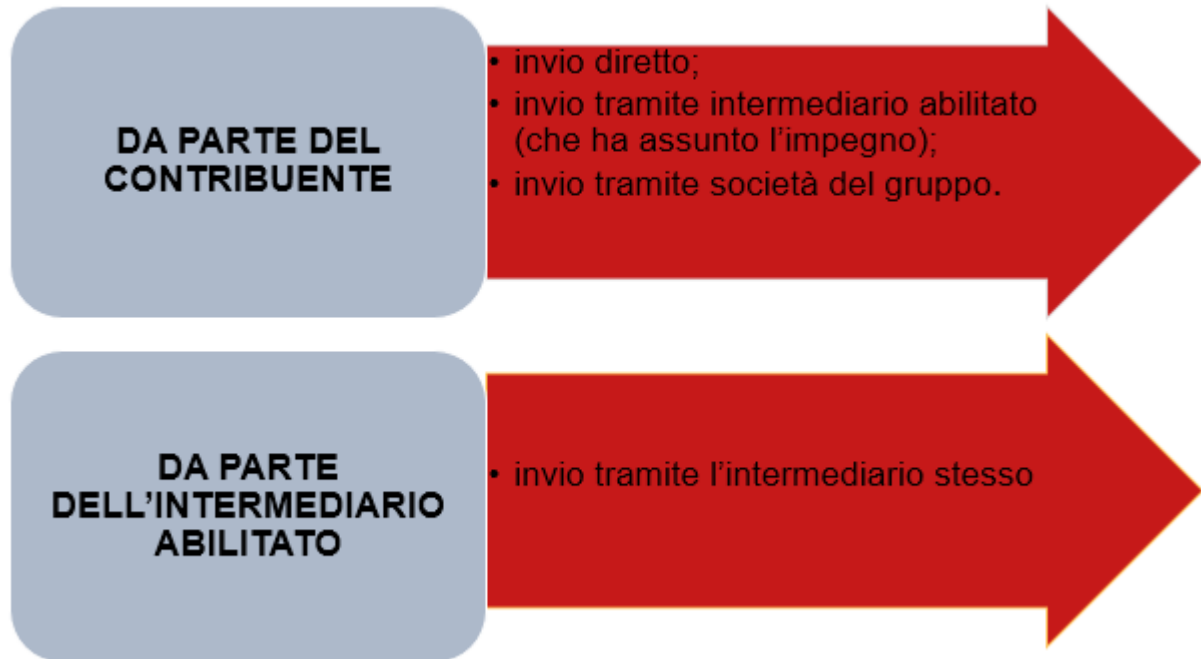 DA PARTE DEL
CONTRIBUENTE
• invio diretto;
• invio tramite intermediario abilitato
(che ha assunto l’impegno);
• invio tramite società del gruppo.
DA PARTE
DELL’INTERMEDIARIO
ABILITATO
• invio tramite l’intermediario stesso